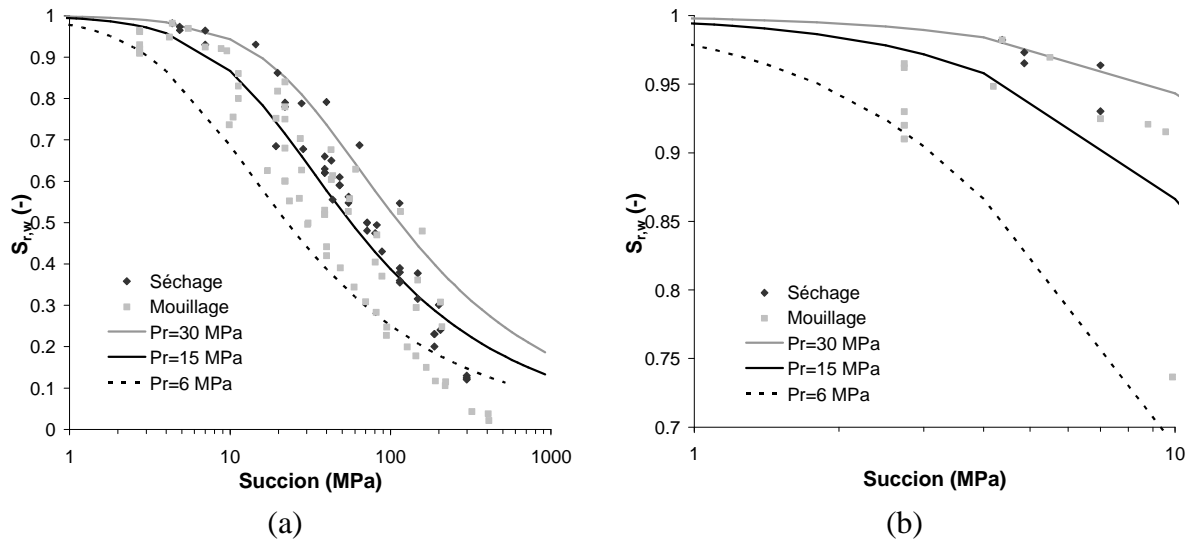 1
0.9
0.8
0.7
0.6
0.5
0.4
0.3
0.2
0.1
0
S_{r,w} (-)
Séchage
Mouillage
Pr=30 MPa
Pr=15 MPa
Pr=6 MPa
1 10 100 1000
Succion (MPa)
(a)
1
0.95
0.9
0.85
0.8
0.75
0.7
S_{r,w} (-)
Séchage
Mouillage
Pr=30 MPa
Pr=15 MPa
Pr=6 MPa
1 10
Succion (MPa)
(b)